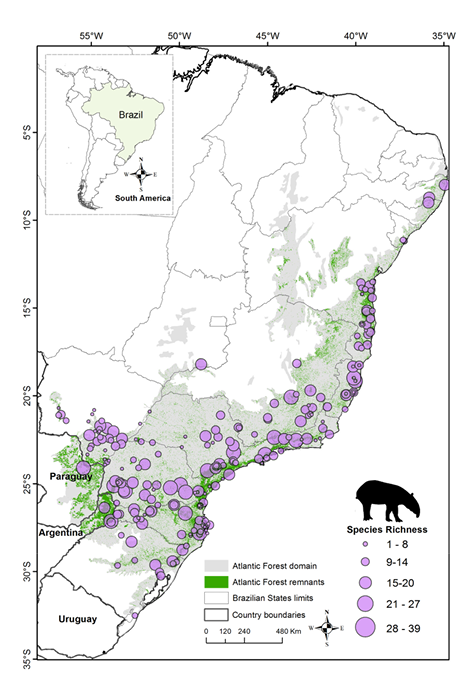 55°W 50°W 45°W 40°W 35°W
Brazil
N
W E
S
South America
5°S
10°S
15°S
20°S
25°S
30°S
35°S
Paraguay
Argentina
Uruguay
Species Richness
1 - 8
9-14
15-20
21 - 27
28 - 39
Atlantic Forest domain
Atlantic Forest remnants
Brazilian States limits
Country boundaries
0 120 240 480 Km
N
W E
S